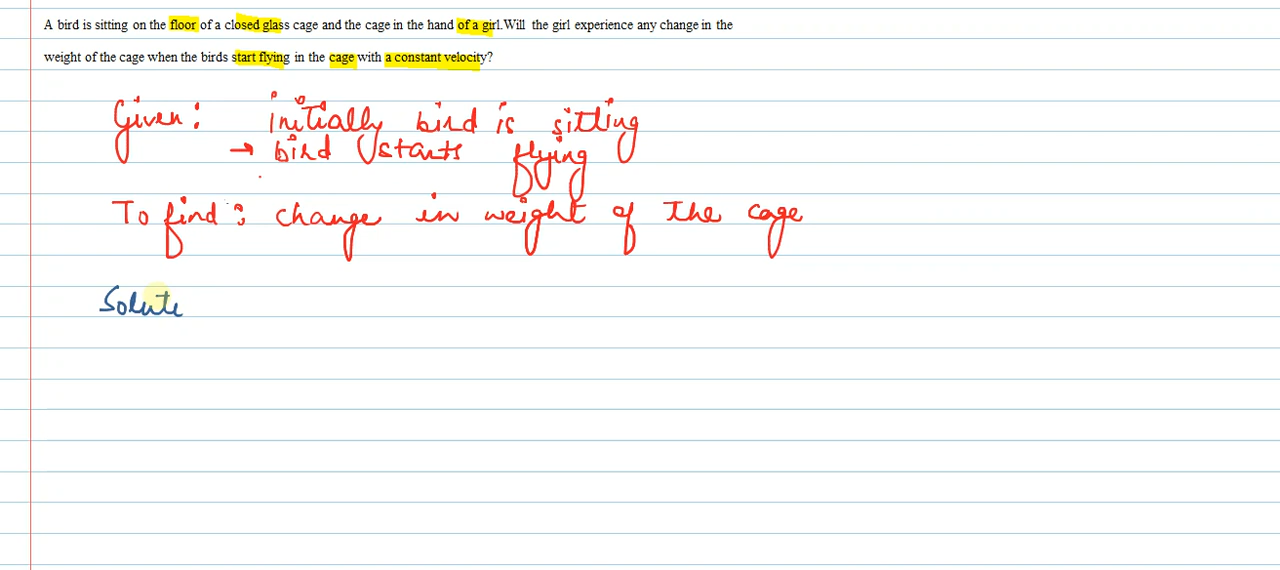 A bird is sitting on the floor of a closed glass cage and the cage in the hand of a girl.Will the girl experience any change in the
weight of the cage when the birds start flying in the cage with a constant velocity?
Given: initially bird is sitting
→ bird starts flying
To find: change in weight of the cage
Solute